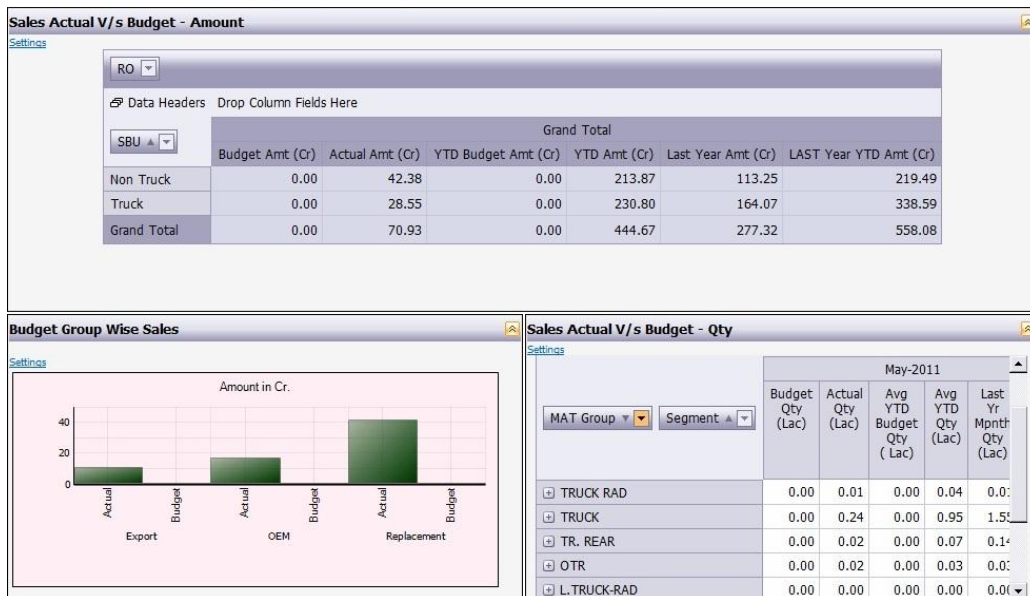 Sales Actual V/s Budget - Amount
Settings
RO
Data Headers Drop Column Fields Here
SBU
Grand Total
Budget Amt (Cr) Actual Amt (Cr) YTD Budget Amt (Cr) YTD Amt (Cr) Last Year Amt (Cr) LAST Year YTD Amt (Cr)
Non Truck 0.00 42.38 0.00 213.87 113.25 219.49
Truck 0.00 28.55 0.00 230.80 164.07 338.59
Grand Total 0.00 70.93 0.00 444.67 277.32 558.08
Budget Group Wise Sales
Settings
Amount in Cr.
40
20
0
Actual Budget Actual Budget Actual Budget
Export OEM Replacement
Sales Actual V/s Budget - Qty
Settings
MAT Group Segment
May-2011
Budget Actual Avg Avg Last
Qty Qty YTD YTD Yr
(Lac) (Lac) Budget Qty Mpnth
Qty (Lac) Qty
( Lac) (Lac)
TRUCK RAD 0.00 0.01 0.00 0.04
TRUCK 0.00 0.24 0.00 0.95 1.55
TR. REAR 0.00 0.02 0.00 0.07
OTR 0.00 0.02 0.00 0.03
L.TRUCK-RAD 0.00 0.00 0.00 0.00